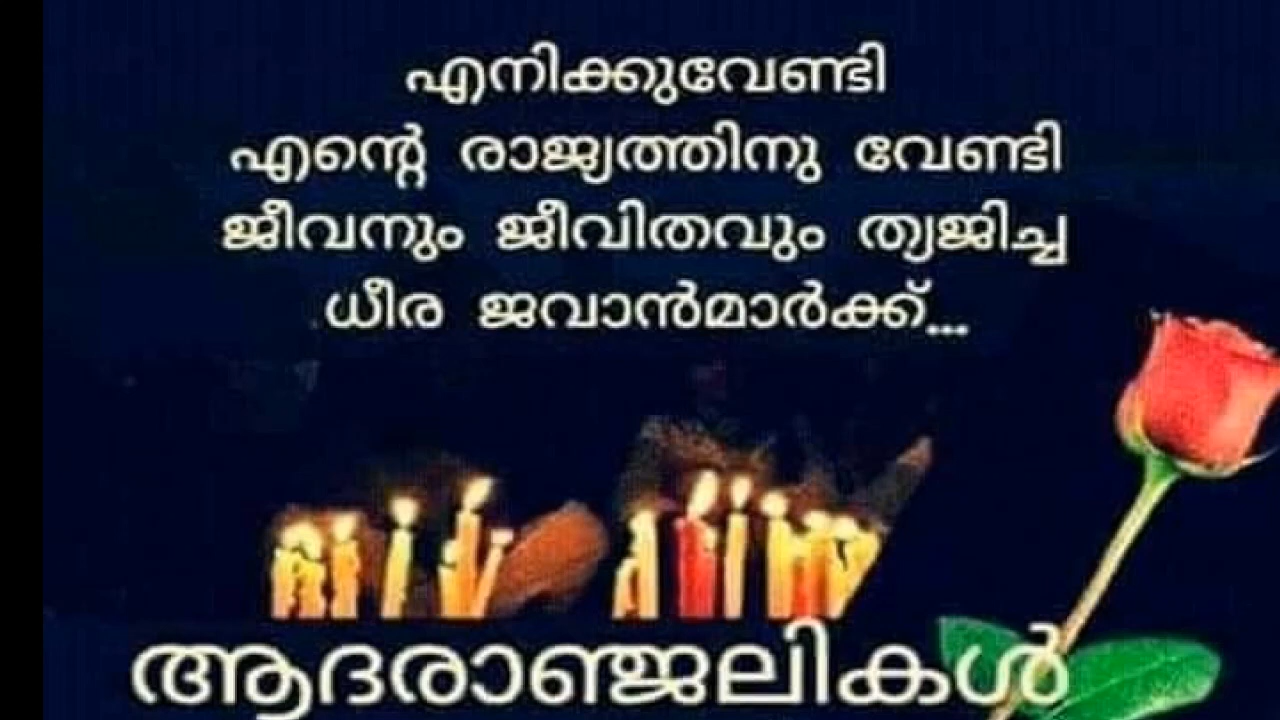 എനിക്കുവേണ്ടി
എന്റെ രാജ്യത്തിനു വേണ്ടി
ജീവനും ജീവിതവും ത്യജിച്ച
ധീര ജവാൻമാർക്ക്...
ആദരാഞ്ജലികൾ